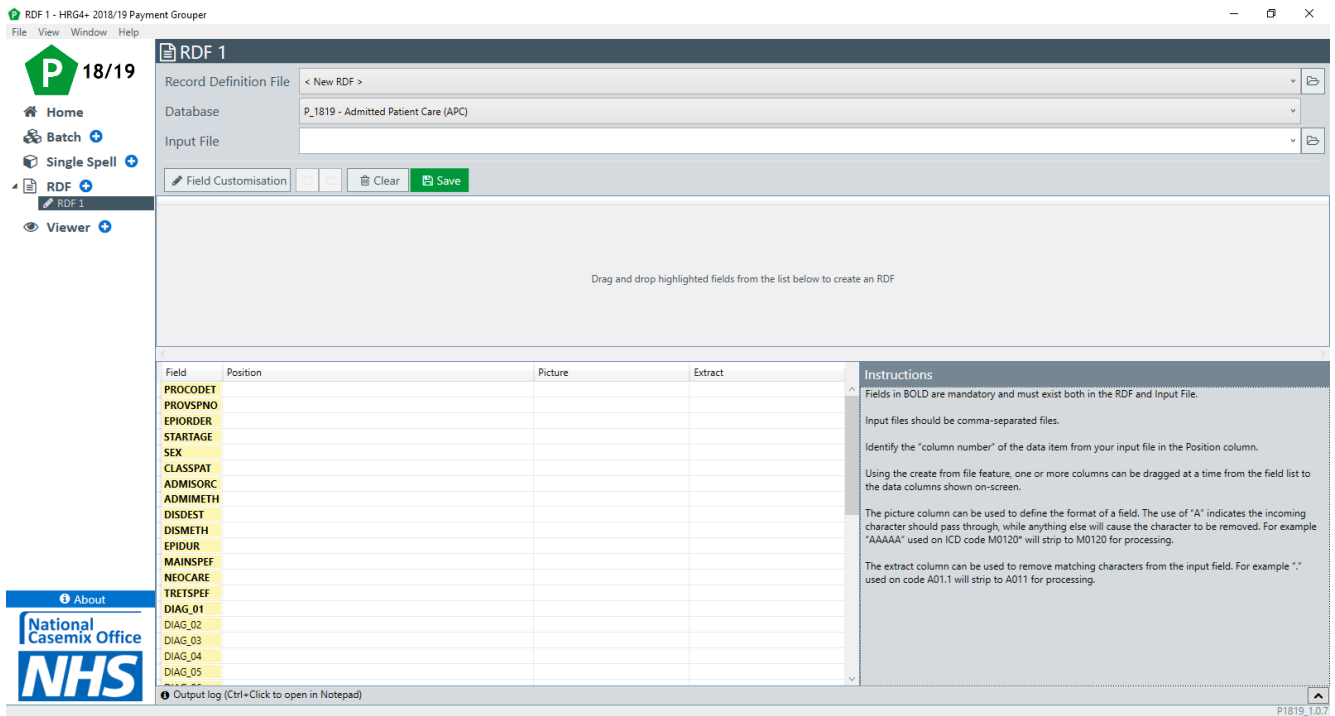 RDF 1 - HRG4+ 2018/19 Payment Grouper
File View Window Help
P 18/19
Home
Batch
Single Spell
RDF
RDF 1
Viewer
About
National
Casemix Office
NHS
RDF 1
Record Definition File < New RDF >
Database P_1819 - Admitted Patient Care (APC)
Input File
Field Customisation Clear Save
Drag and drop highlighted fields from the list below to create an RDF
Field Position Picture Extract
PROCODET
PROVSPNO
EPIORDER
STARTAGE
SEX
CLASSPAT
ADMISORC
ADMIMETH
DISDEST
DISMETH
EPIDUR
MAINSPEF
NEOCARE
TRETSPEF
DIAG_01
DIAG_02
DIAG_03
DIAG_04
DIAG_05
Instructions
Fields in BOLD are mandatory and must exist both in the RDF and Input File.
Input files should be comma-separated files.
Identify the "column number" of the data item from your input file in the Position column.
Using the create from file feature, one or more columns can be dragged at a time from the field list to
the data columns shown on-screen.
The picture column can be used to define the format of a field. The use of "A" indicates the incoming
character should pass through, while anything else will cause the character to be removed. For example
"AAAAA" used on ICD code M0120* will strip to M0120 for processing.
The extract column can be used to remove matching characters from the input field. For example "."
used on code A01.1 will strip to A011 for processing.
Output log (Ctrl+Click to open in Notepad)
P1819_1.0.7